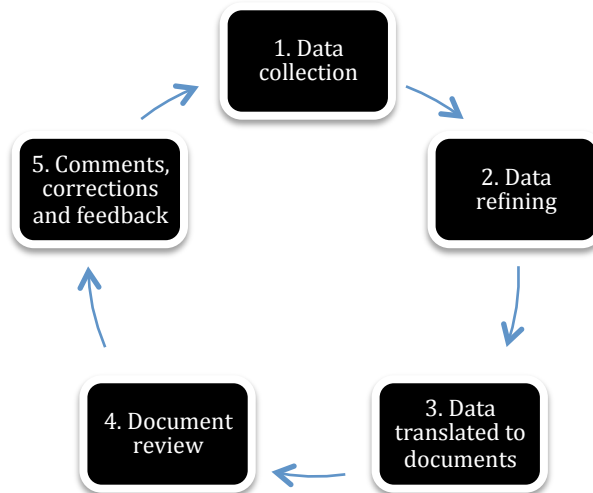 1. Data
collection
2. Data
refining
3. Data
translated to
documents
4. Document
review
5. Comments,
corrections
and feedback